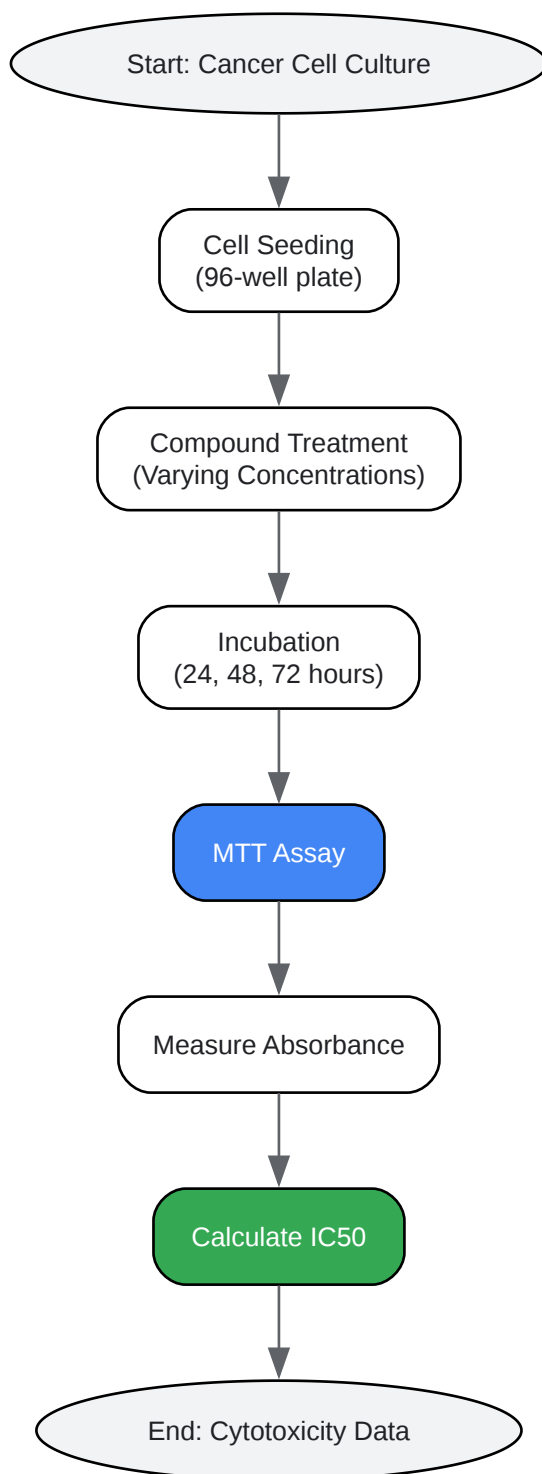 Start: Cancer Cell Culture
Cell Seeding
(96-well plate)
Compound Treatment
(Varying Concentrations)
Incubation
(24, 48, 72 hours)
MTT Assay
Measure Absorbance
Calculate IC50
End: Cytotoxicity Data